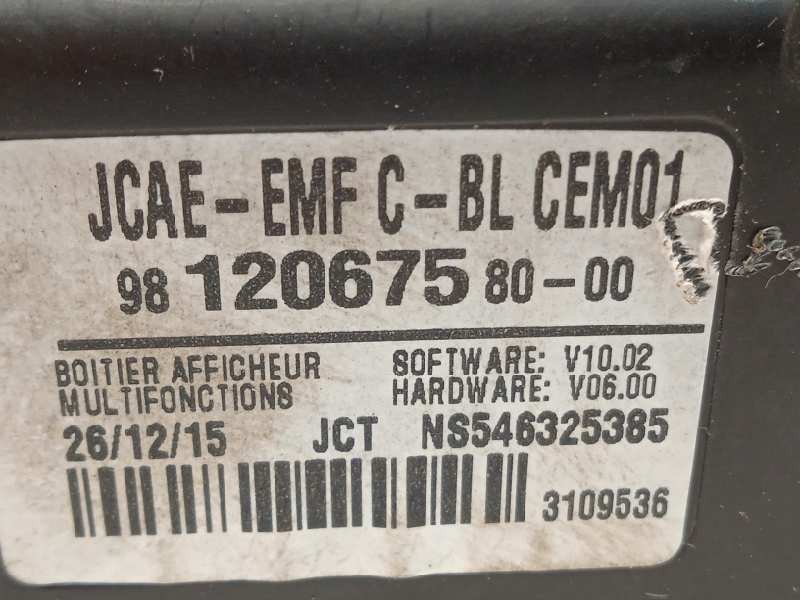 JCAE-EMF C-BL CEM01
98 120675 80-00
BOITIER AFFICHEUR SOFTWARE: V10.02
MULTIFONCTIONS HARDWARE: V06.00
26/12/15 JCT NS546325385
3109536